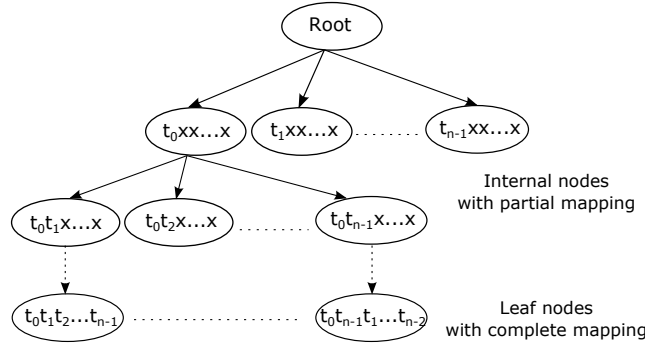 Root
t₀xx...x
t₁xx...x
tₙ₋₁xx...x
Internal nodes
with partial mapping
t₀t₁x...x
t₀t₂x...x
t₀tₙ₋₁x...x
t₀t₁t₂...tₙ₋₁
t₀tₙ₋₁t₁...tₙ₋₂
Leaf nodes
with complete mapping